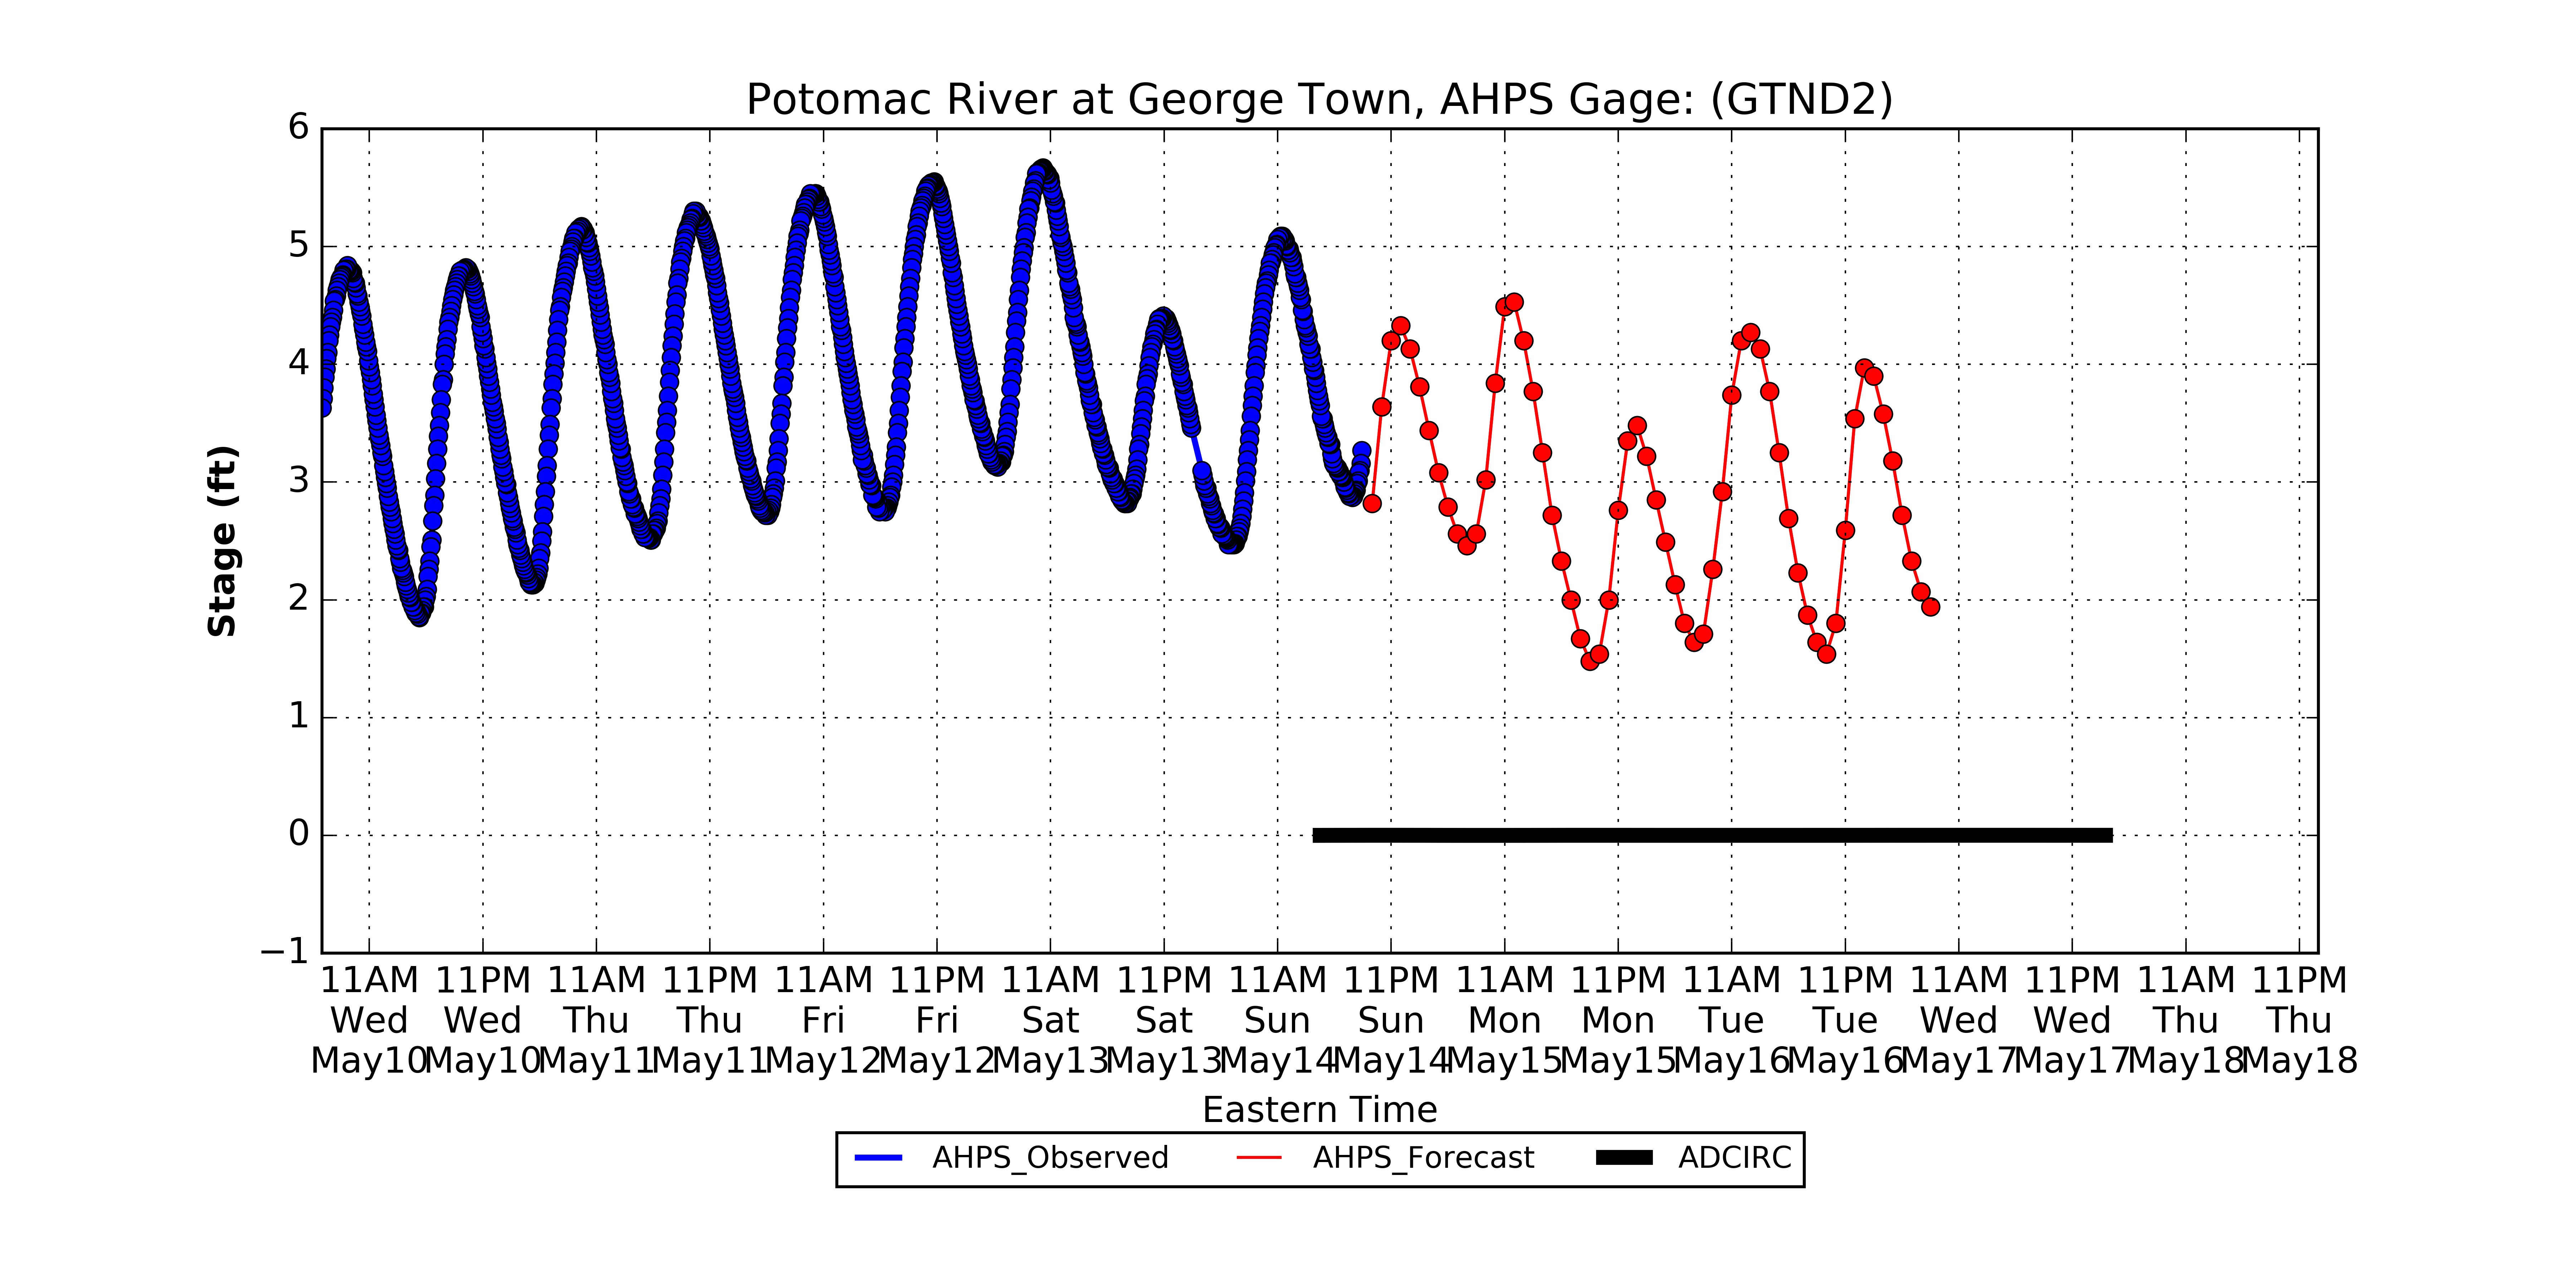 Potomac River at George Town, AHPS Gage: (GTND2)
6
5
4
3
2
1
0
−1
Stage (ft)
11AM 11PM 11AM 11PM 11AM 11PM 11AM 11PM 11AM 11PM 11AM 11PM 11AM 11PM 11AM 11PM 11AM 11PM
Wed Wed Thu Thu Fri Fri Sat Sat Sun Sun Mon Mon Tue Tue Wed Wed Thu Thu
May10 May10 May11 May11 May12 May12 May13 May13 May14 May14 May15 May15 May16 May16 May17 May17 May18 May18
Eastern Time
AHPS_Observed AHPS_Forecast ADCIRC